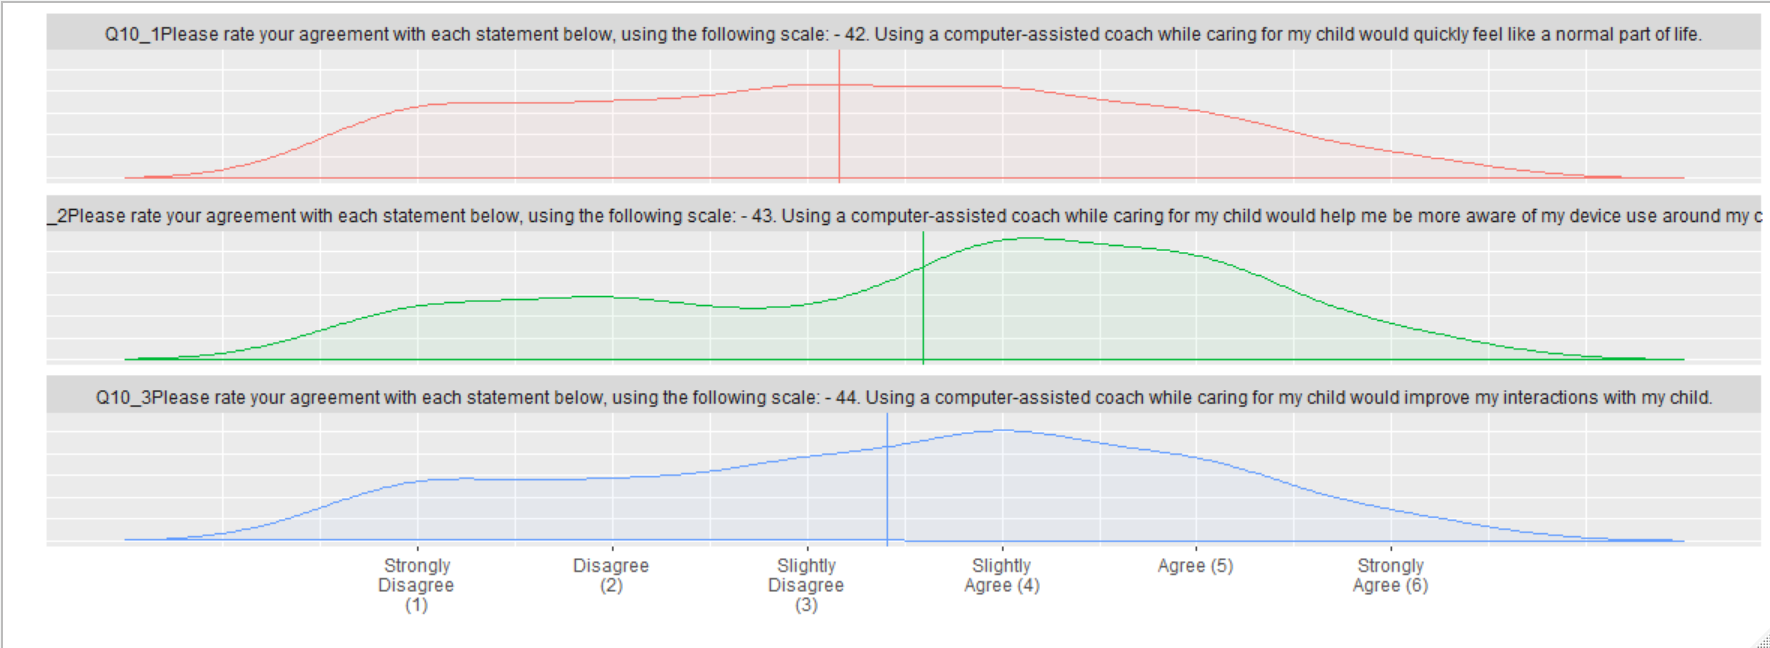 Q10_1Please rate your agreement with each statement below, using the following scale: - 42. Using a computer-assisted coach while caring for my child would quickly feel like a normal part of life.
_2Please rate your agreement with each statement below, using the following scale: - 43. Using a computer-assisted coach while caring for my child would help me be more aware of my device use around my c
Q10_3Please rate your agreement with each statement below, using the following scale: - 44. Using a computer-assisted coach while caring for my child would improve my interactions with my child.
Strongly Disagree (1)
Disagree (2)
Slightly Disagree (3)
Slightly Agree (4)
Agree (5)
Strongly Agree (6)